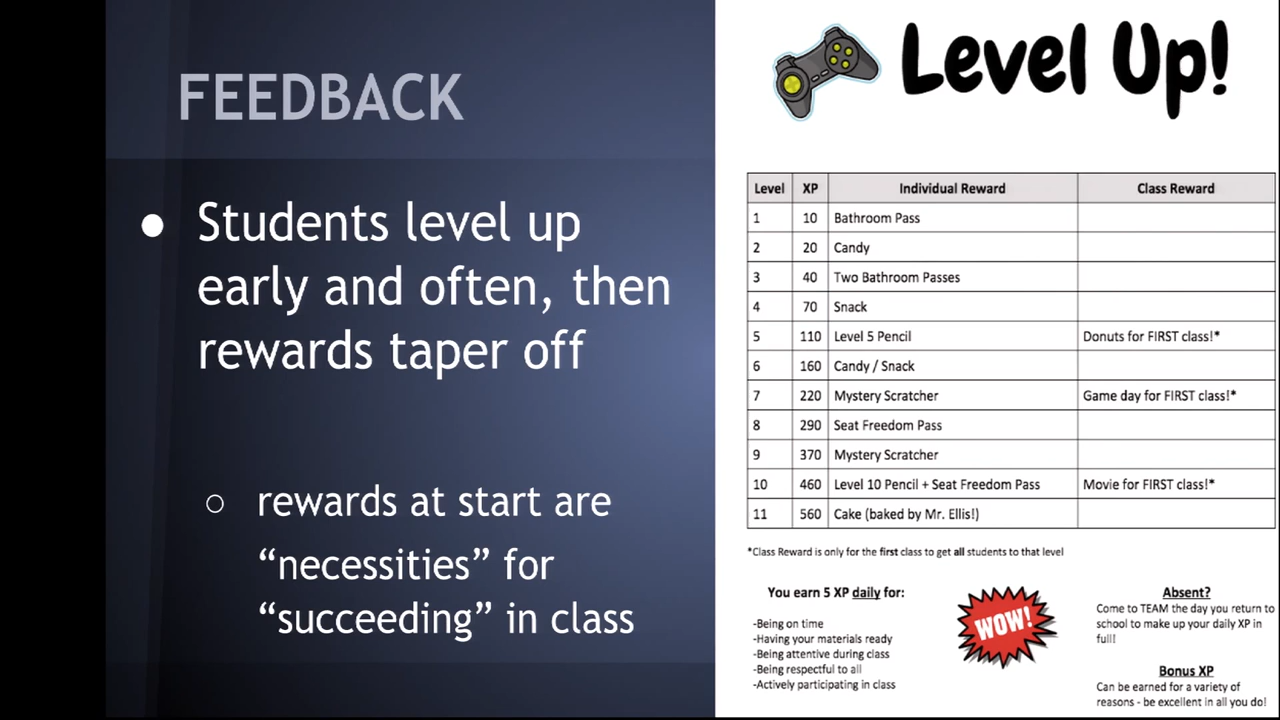 FEEDBACK
● Students level up
early and often, then
rewards taper off
○ rewards at start are
“necessities” for
“succeeding” in class
Level Up!
Level XP Individual Reward Class Reward
1 10 Bathroom Pass
2 20 Candy
3 40 Two Bathroom Passes
4 70 Snack
5 110 Level 5 Pencil Donuts for FIRST class!*
6 160 Candy / Snack
7 220 Mystery Scratcher Game day for FIRST class!*
8 290 Seat Freedom Pass
9 370 Mystery Scratcher
10 460 Level 10 Pencil + Seat Freedom Pass Movie for FIRST class!*
11 560 Cake (baked by Mr. Ellis!)
*Class Reward is only for the first class to get all students to that level
You earn 5 XP daily for:
-Being on time
-Having your materials ready
-Being attentive during class
-Being respectful to all
-Actively participating in class
WOW!
Absent?
Come to TEAM the day you return to
school to make up your daily XP in
full!
Bonus XP
Can be earned for a variety of
reasons - be excellent in all you do!